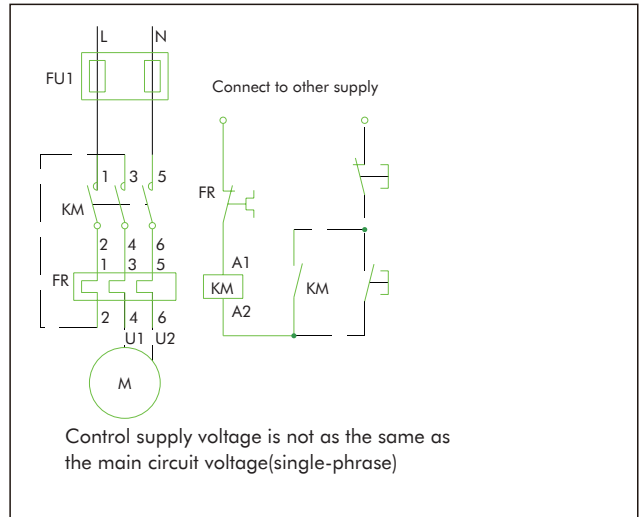 L N
FU1
Connect to other supply
1 3 5
KM
FR
2 4 6
1 3 5
FR
A1
KM
KM
A2
2 4 6
U1 U2
M
Control supply voltage is not as the same as
the main circuit voltage(single-phrase)